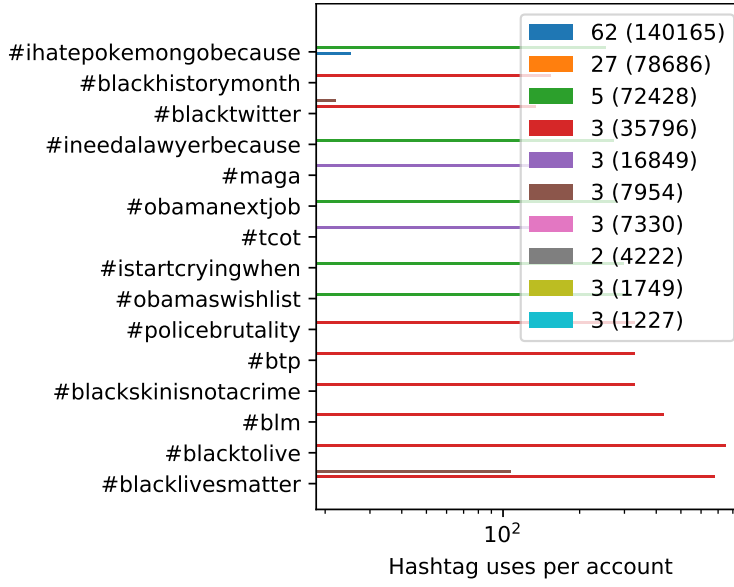 #ihatepokemongobecause
#blackhistorymonth
#blacktwitter
#ineedalawyerbecause
#maga
#obamanextjob
#tcot
#istartcryingwhen
#obamaswishlist
#policebrutality
#btp
#blackskinisnotacrime
#blm
#blacktolive
#blacklivesmatter
62 (140165)
27 (78686)
5 (72428)
3 (35796)
3 (16849)
3 (7954)
3 (7330)
2 (4222)
3 (1749)
3 (1227)
10²
Hashtag uses per account